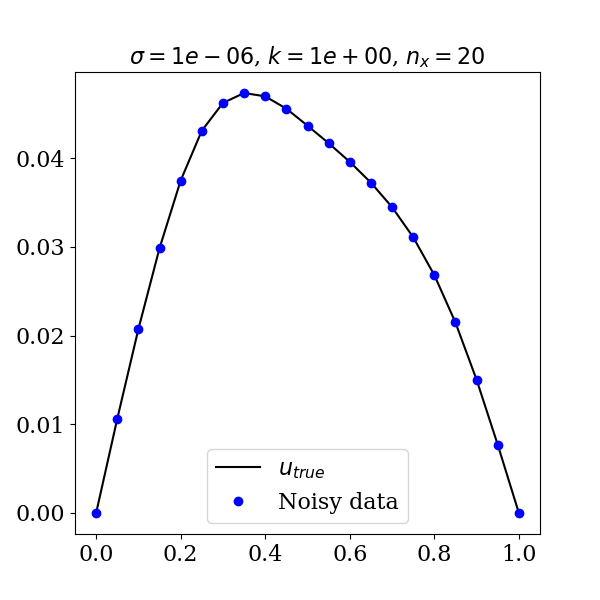 σ = 1e − 06, k = 1e + 00, nₓ = 20
0.04
0.03
0.02
0.01
0.00
u_true
Noisy data
0.0 0.2 0.4 0.6 0.8 1.0